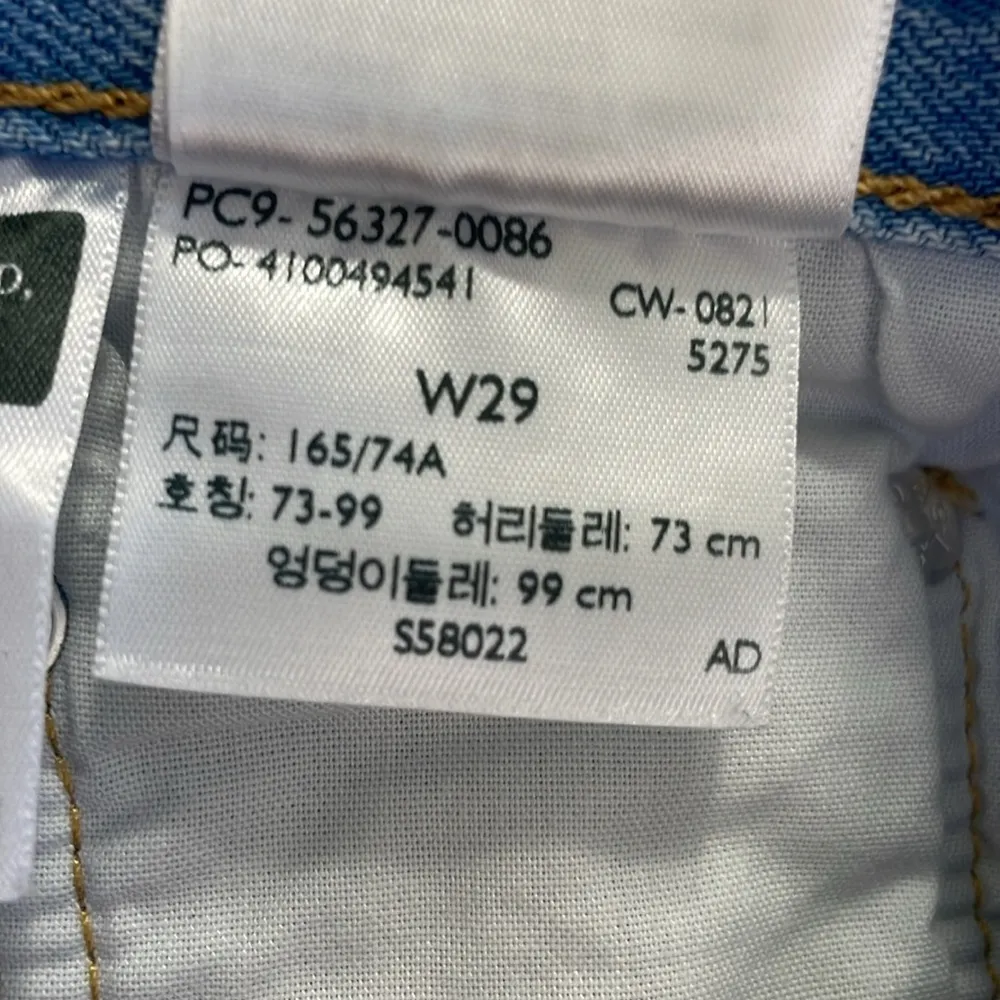 PC9- 56327-0086
PO- 4100494541
CW- 0821
5275
W29
尺码: 165/74A
호칭: 73-99 허리둘레: 73 cm
엉덩이둘레: 99 cm
S58022
AD